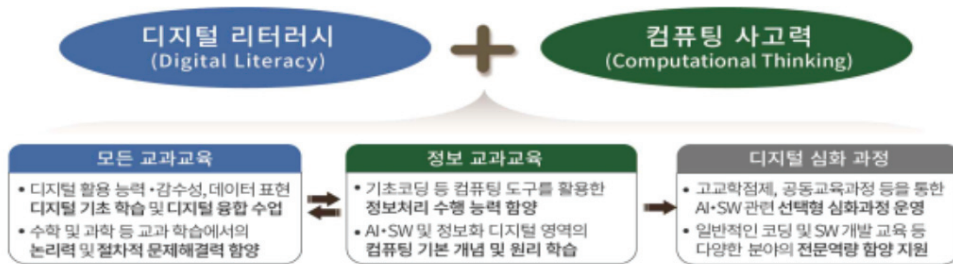 디지털 리터러시
(Digital Literacy)
컴퓨팅 사고력
(Computational Thinking)
모든 교과교육
• 디지털 활용 능력·감수성, 데이터 표현
디지털 기초 학습 및 디지털 융합 수업
• 수학 및 과학 등 교과 학습에서의
논리력 및 절차적 문제해결력 함양
정보 교과교육
• 기초코딩 등 컴퓨팅 도구를 활용한
정보처리 수행 능력 함양
• AI·SW 및 정보화 디지털 영역의
컴퓨팅 기본 개념 및 원리 학습
디지털 심화 과정
• 고교학점제, 공동교육과정 등을 통한
AI·SW 관련 선택형 심화과정 운영
• 일반적인 코딩 및 SW 개발 교육 등
다양한 분야의 전문역량 함양 지원